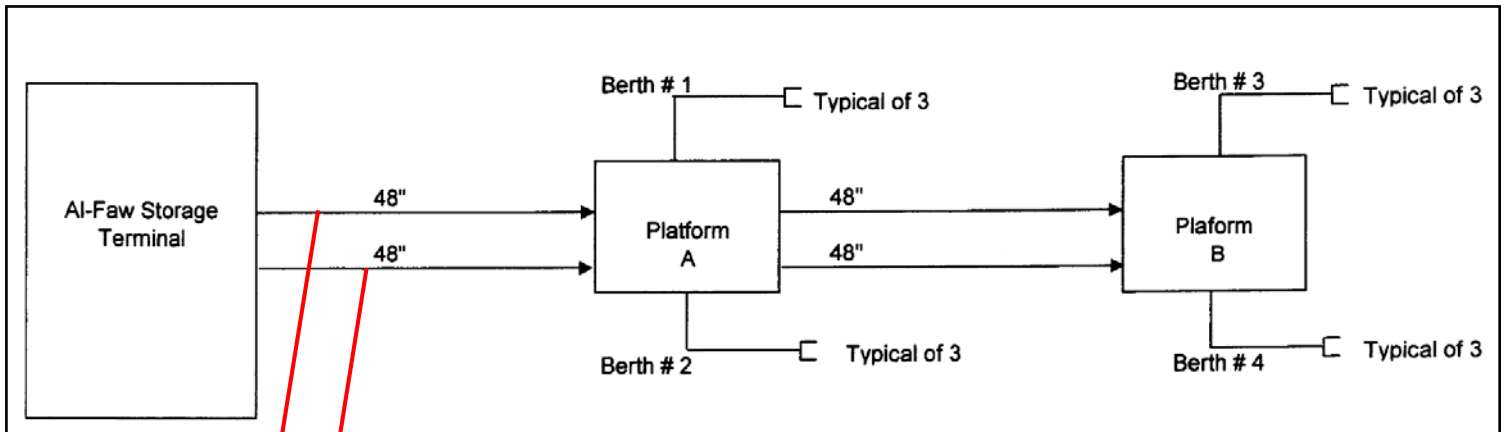 Berth # 1
Typical of 3
Berth # 3
Typical of 3
Al-Faw Storage
Terminal
48"
48"
Platform
A
48"
48"
Plaform
B
Berth # 2
Typical of 3
Berth # 4
Typical of 3